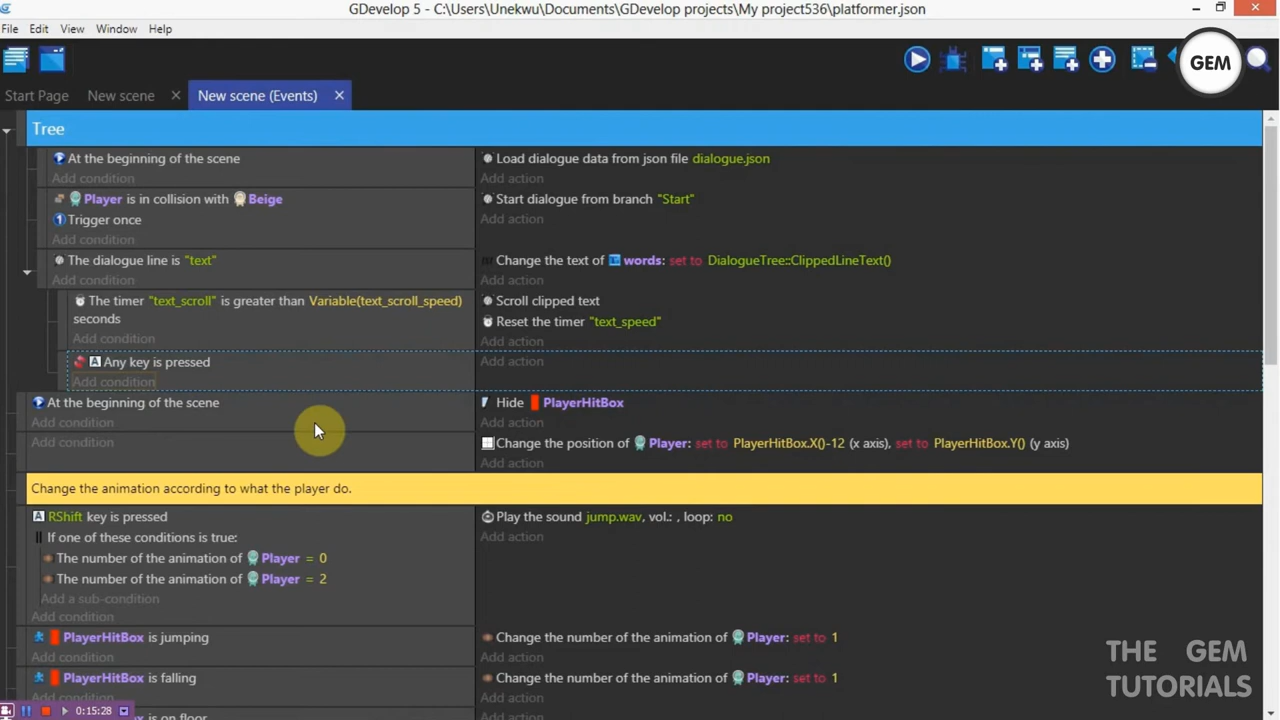 GDevelop 5 - C:\Users\Unekwu\Documents\GDevelop projects\My project536\platformer.json
File Edit View Window Help
GEM
Start Page New scene × New scene (Events) ×
Tree
At the beginning of the scene Load dialogue data from json file dialogue.json
Add condition Add action
Player is in collision with Beige Start dialogue from branch "Start"
Trigger once Add action
Add condition
The dialogue line is "text" Change the text of words: set to DialogueTree::ClippedLineText()
Add condition Add action
The timer "text_scroll" is greater than Variable(text_scroll_speed) Scroll clipped text
seconds Reset the timer "text_speed"
Add condition Add action
A Any key is pressed Add action
Add condition
At the beginning of the scene Hide PlayerHitBox
Add condition Add action
Add condition Change the position of Player: set to PlayerHitBox.X()-12 (x axis), set to PlayerHitBox.Y() (y axis)
Add action
Change the animation according to what the player do.
A RShift key is pressed Play the sound jump.wav, vol.: , loop: no
If one of these conditions is true: Add action
The number of the animation of Player = 0
The number of the animation of Player = 2
Add a sub-condition
Add condition
PlayerHitBox is jumping Change the number of the animation of Player: set to 1
Add condition Add action
PlayerHitBox is falling Change the number of the animation of Player: set to 1
Add condition Add action
PlayerHitBox is on floor
THE GEM
TUTORIALS
0:15:28